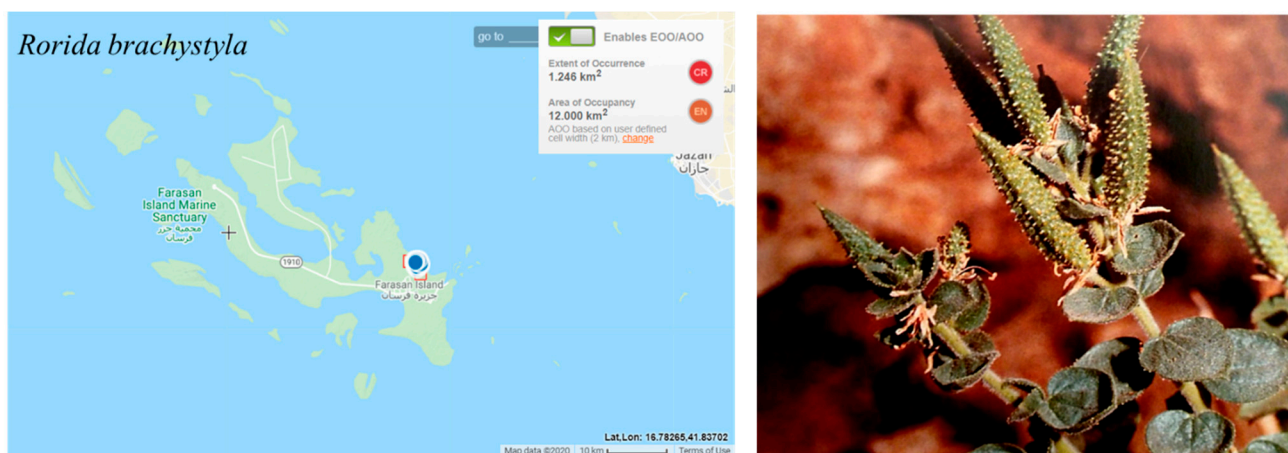 Rorida brachystyla
go to
Enables EOO/AOO
Extent of Occurrence
1.246 km²
CR
Area of Occupancy
12.000 km²
EN
AOO based on user defined
cell width (2 km), change
Jazan
جازان
Farasan
Island Marine
Sanctuary
محمية جزر
فرسان
1910
Farasan Island
جزيرة فرسان
Lat,Lon: 16.78265,41.83702
Map data ©2020
10 km
Terms of Use